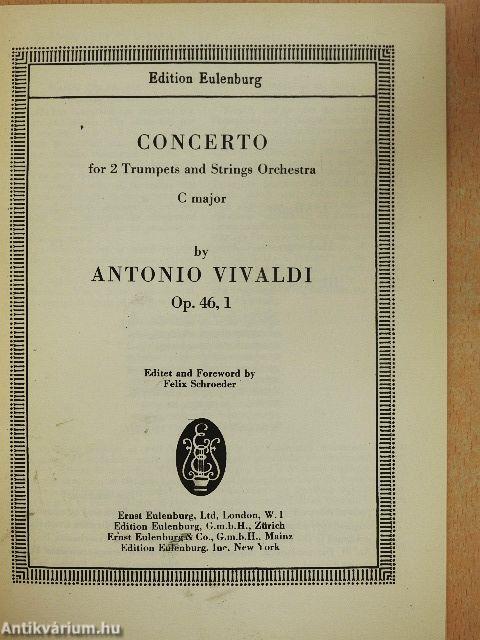 Edition Eulenburg
CONCERTO
for 2 Trumpets and Strings Orchestra
C major
by
ANTONIO VIVALDI
Op. 46, 1
Editet and Foreword by
Felix Schroeder
Ernst Eulenburg, Ltd, London, W. 1
Edition Eulenburg, G.m.b.H., Zürich
Ernst Eulenburg & Co., G.m.b.H., Mainz
Edition Eulenburg, Inc. New York
Antikvárium.hu